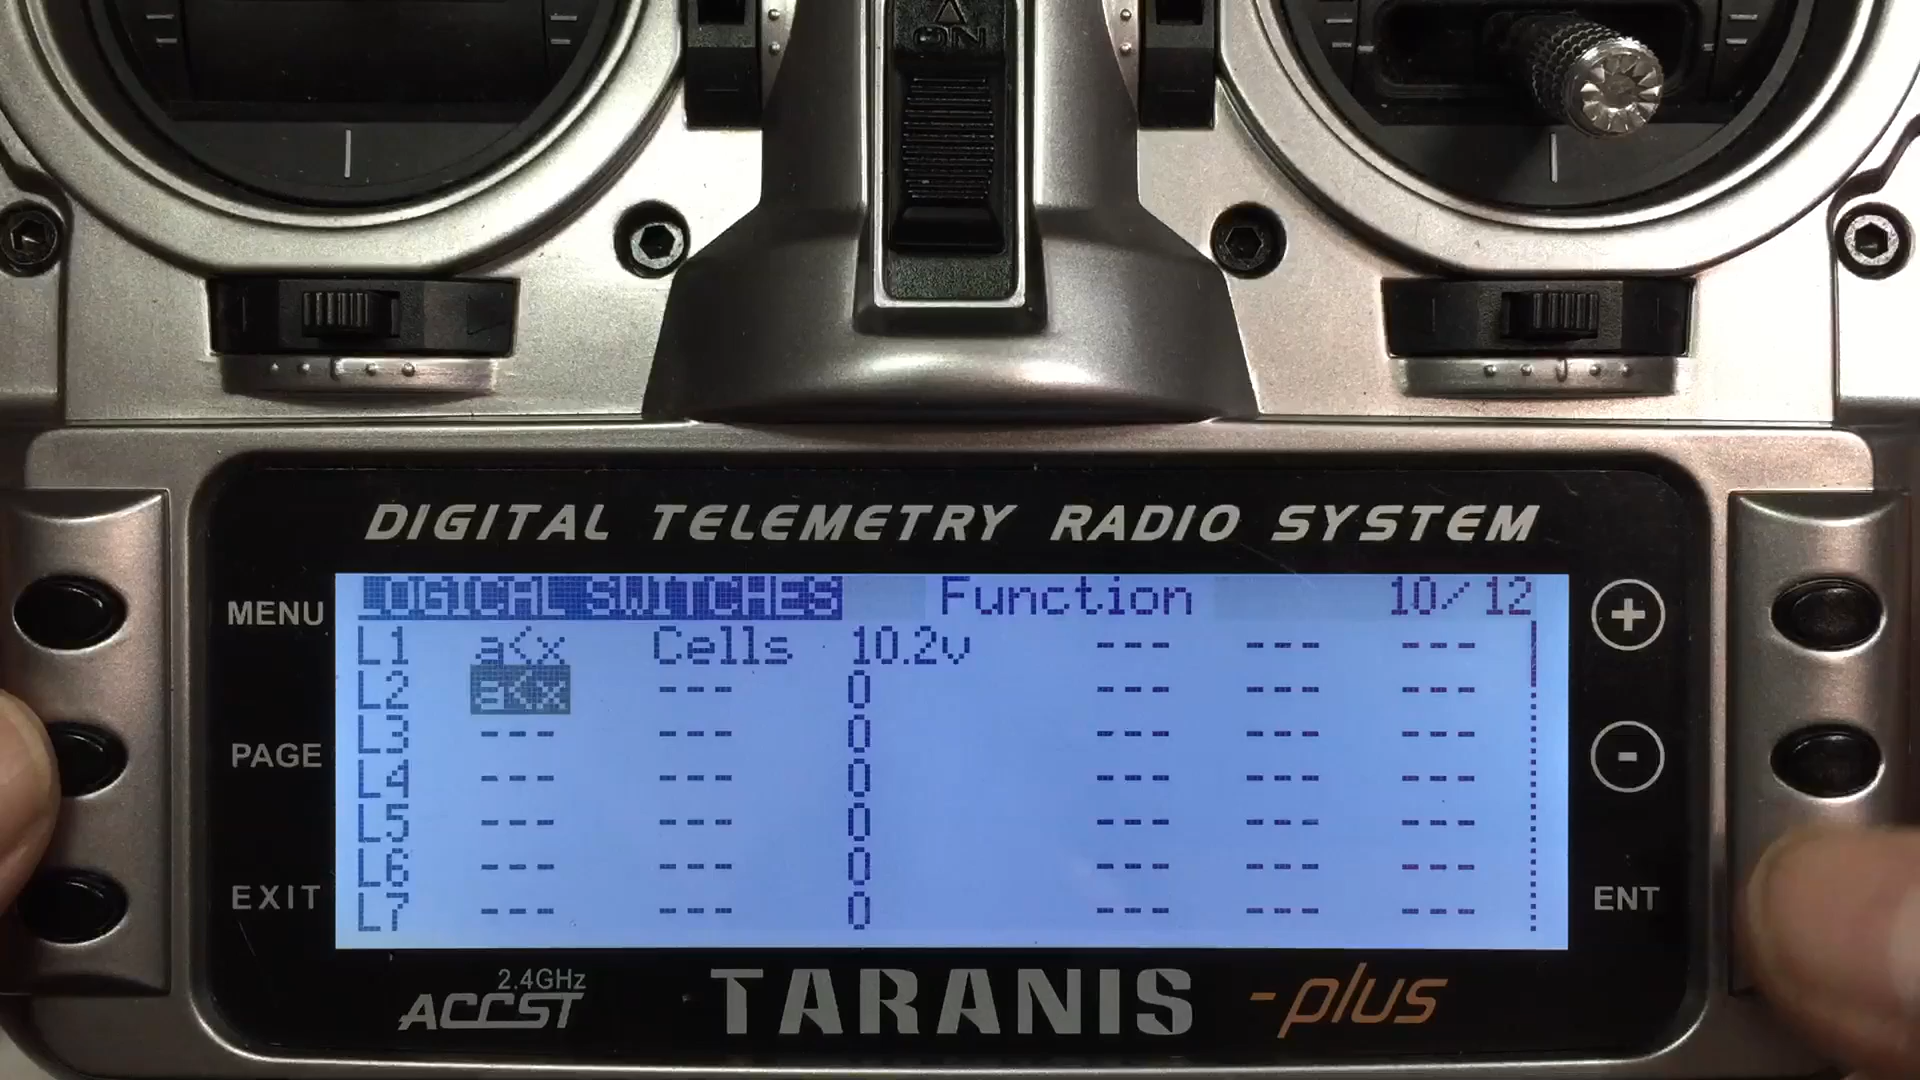 ON
DIGITAL TELEMETRY RADIO SYSTEM
LOGICAL SWITCHES Function 10/12
L1 a<x Cells 10.2v --- --- ---
L2 a<x --- 0 --- --- ---
L3 --- --- 0 --- --- ---
L4 --- --- 0 --- --- ---
L5 --- --- 0 --- --- ---
L6 --- --- 0 --- --- ---
L7 --- --- 0 --- --- ---
MENU
PAGE
EXIT
+
-
ENT
2.4GHz
ACCST
TARANIS -plus